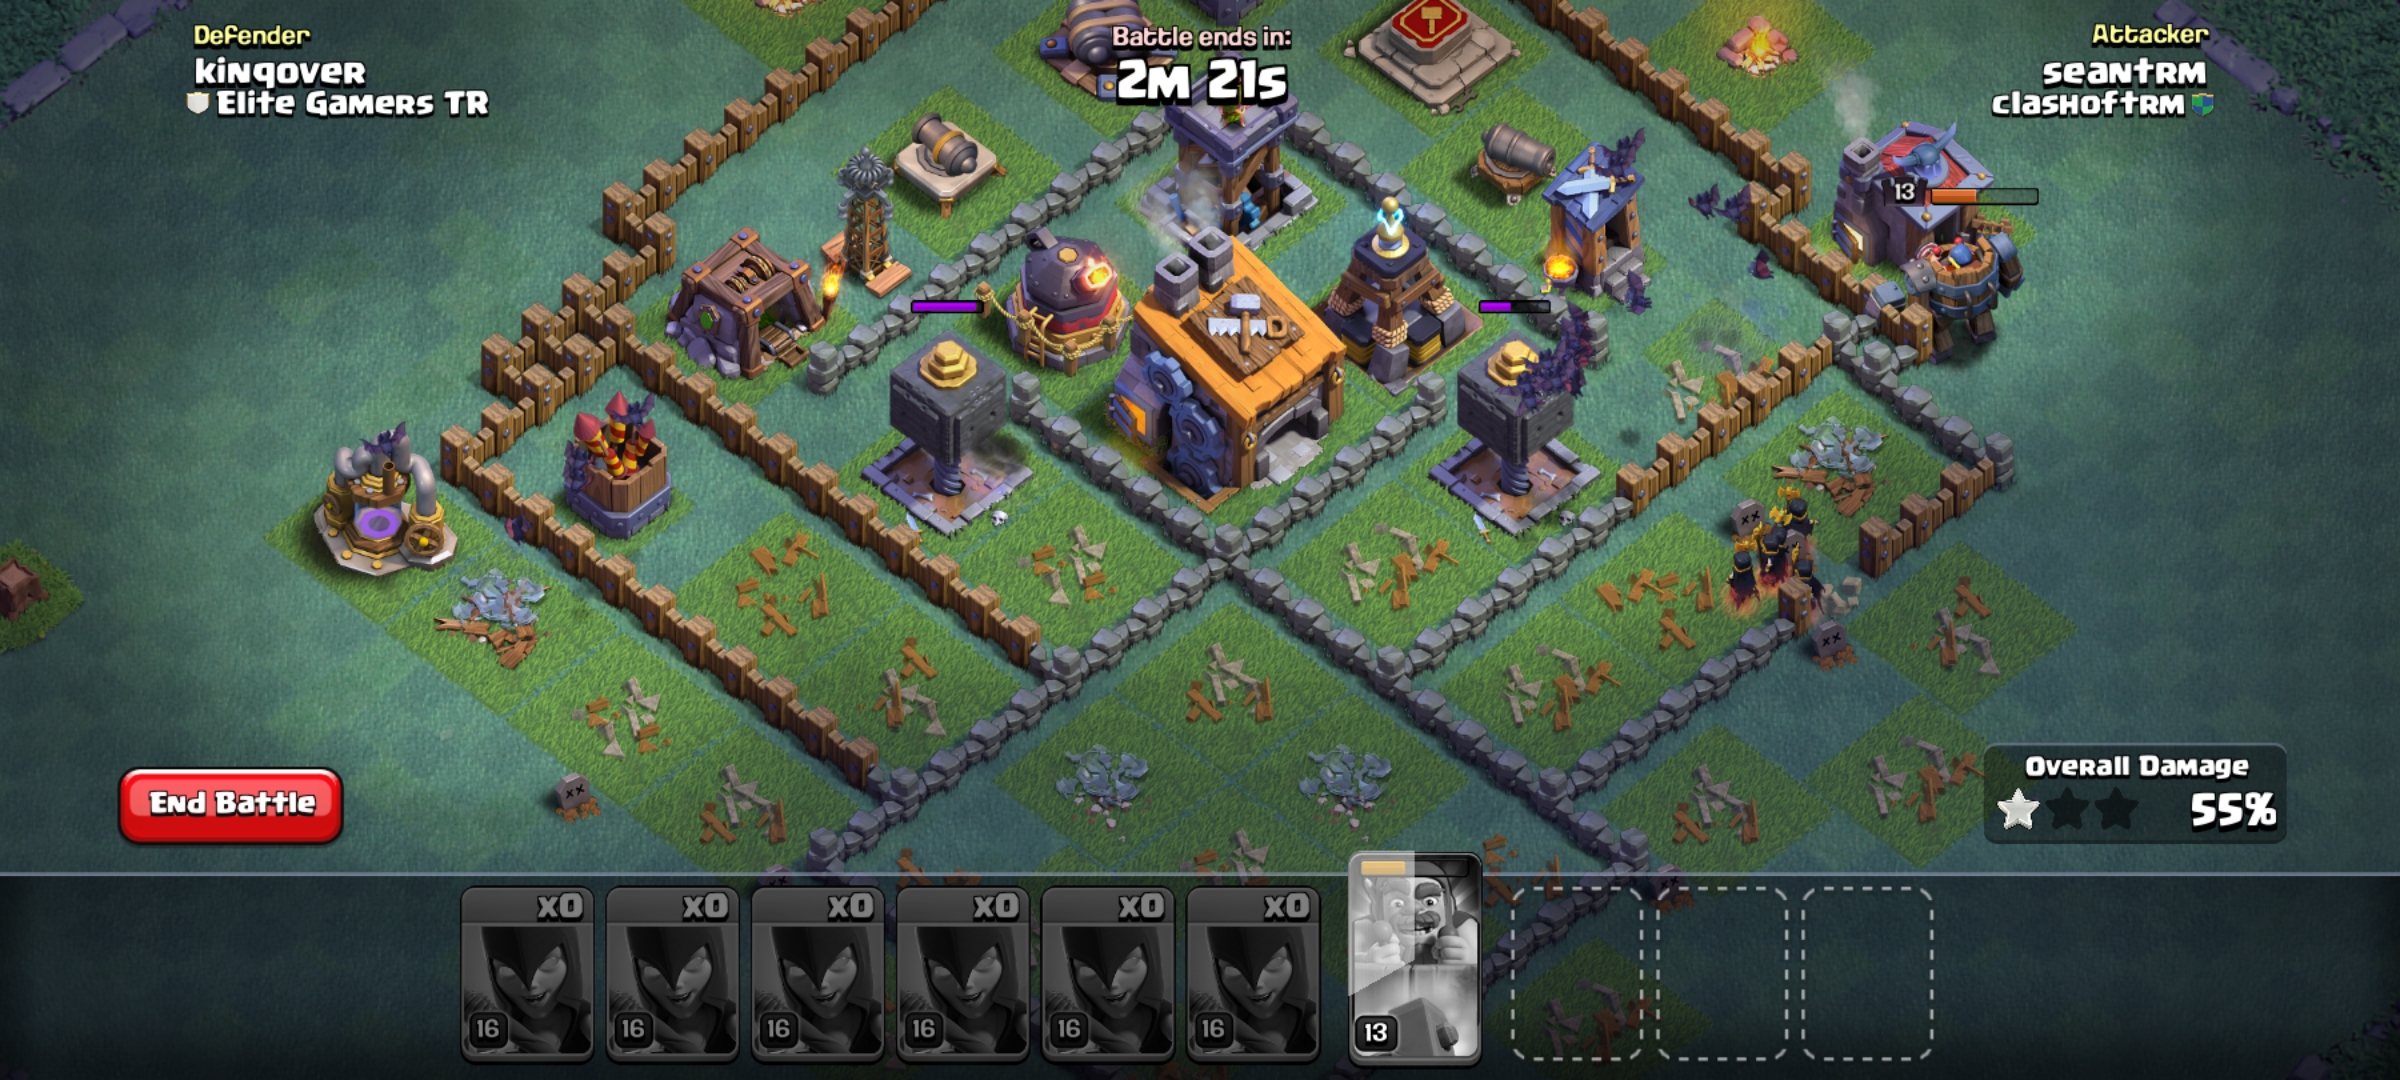 Defender
kinqover
Elite Gamers TR
Battle ends in:
2M 21s
Attacker
seantrm
clashoftrm
13
End Battle
Overall Damage
55%
x0
x0
x0
x0
x0
x0
16
16
16
16
16
16
13